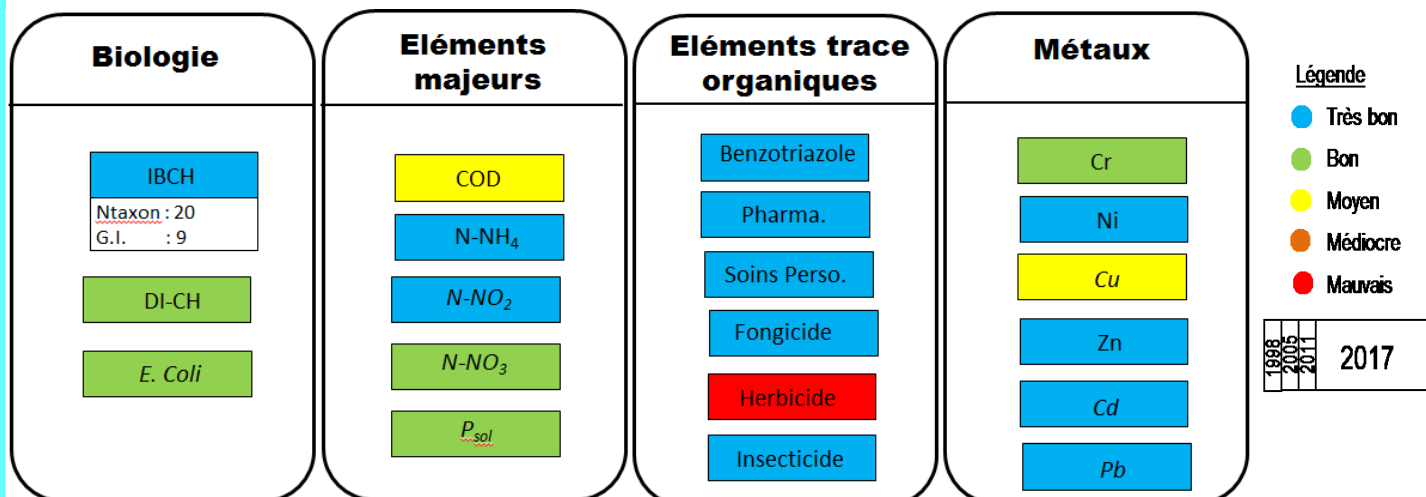 Biologie
IBCH
Ntaxon : 20
G.I. : 9
DI-CH
E. Coli
Eléments
majeurs
COD
N-NH4
N-NO2
N-NO3
Psol
Eléments trace
organiques
Benzotriazole
Pharma.
Soins Perso.
Fongicide
Herbicide
Insecticide
Métaux
Cr
Ni
Cu
Zn
Cd
Pb
Légende
Très bon
Bon
Moyen
Médiocre
Mauvais
1998
2005
2011
2017